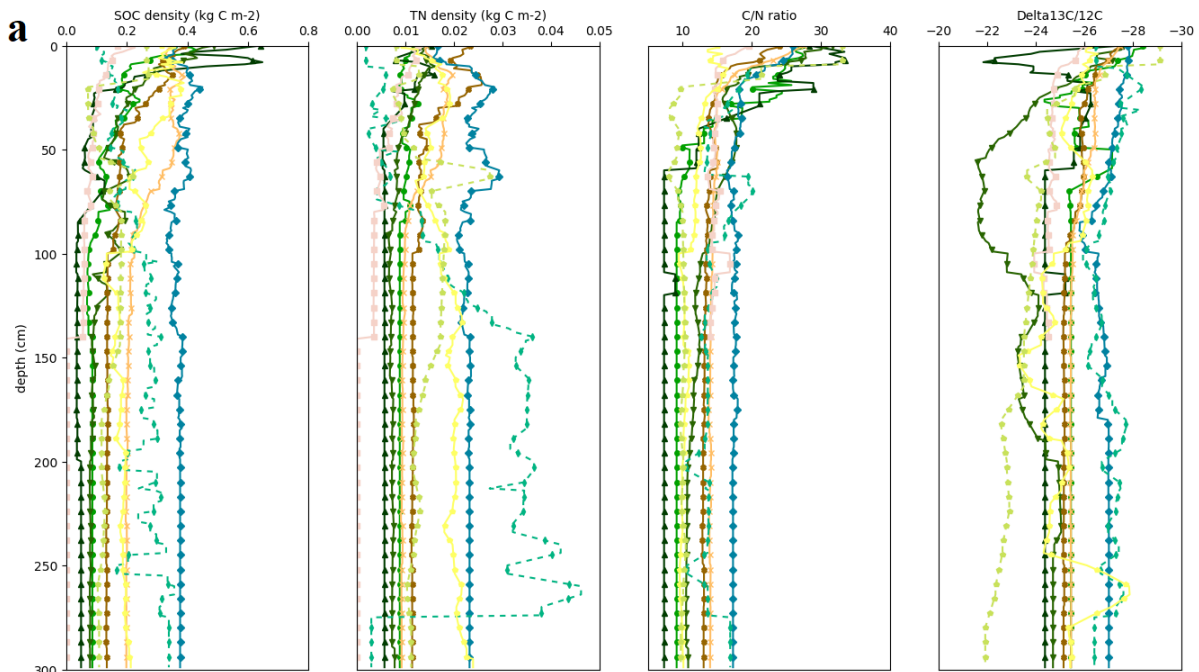 a
SOC density (kg C m-2) TN density (kg C m-2) C/N ratio Delta13C/12C
0.0 0.2 0.4 0.6 0.8 0.00 0.01 0.02 0.03 0.04 0.05 10 20 30 40 −20 −22 −24 −26 −28 −30
0
50
100
depth (cm)
150
200
250
300